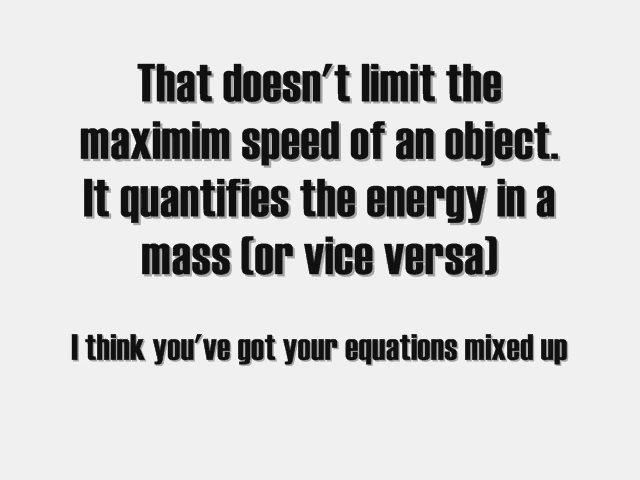 That doesn't limit the
maximim speed of an object.
It quantifies the energy in a
mass (or vice versa)
I think you've got your equations mixed up